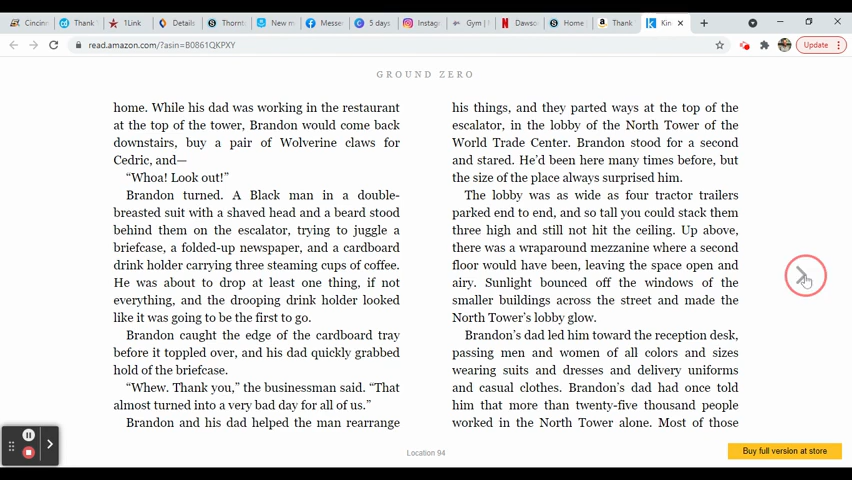 Cincin
Thank
1Link
Details
Thornt
New m
Messe
5 days
Instag
Gym |
Dawso
Home
Thank
Kin
read.amazon.com/?asin=B0861QKPXY
Update
GROUND ZERO
home. While his dad was working in the restaurant
at the top of the tower, Brandon would come back
downstairs, buy a pair of Wolverine claws for
Cedric, and—
“Whoa! Look out!”
Brandon turned. A Black man in a double-
breasted suit with a shaved head and a beard stood
behind them on the escalator, trying to juggle a
briefcase, a folded-up newspaper, and a cardboard
drink holder carrying three steaming cups of coffee.
He was about to drop at least one thing, if not
everything, and the drooping drink holder looked
like it was going to be the first to go.
Brandon caught the edge of the cardboard tray
before it toppled over, and his dad quickly grabbed
hold of the briefcase.
“Whew. Thank you,” the businessman said. “That
almost turned into a very bad day for all of us.”
Brandon and his dad helped the man rearrange
his things, and they parted ways at the top of the
escalator, in the lobby of the North Tower of the
World Trade Center. Brandon stood for a second
and stared. He’d been here many times before, but
the size of the place always surprised him.
The lobby was as wide as four tractor trailers
parked end to end, and so tall you could stack them
three high and still not hit the ceiling. Up above,
there was a wraparound mezzanine where a second
floor would have been, leaving the space open and
airy. Sunlight bounced off the windows of the
smaller buildings across the street and made the
North Tower’s lobby glow.
Brandon’s dad led him toward the reception desk,
passing men and women of all colors and sizes
wearing suits and dresses and delivery uniforms
and casual clothes. Brandon’s dad had once told
him that more than twenty-five thousand people
worked in the North Tower alone. Most of those
Location 94
Buy full version at store